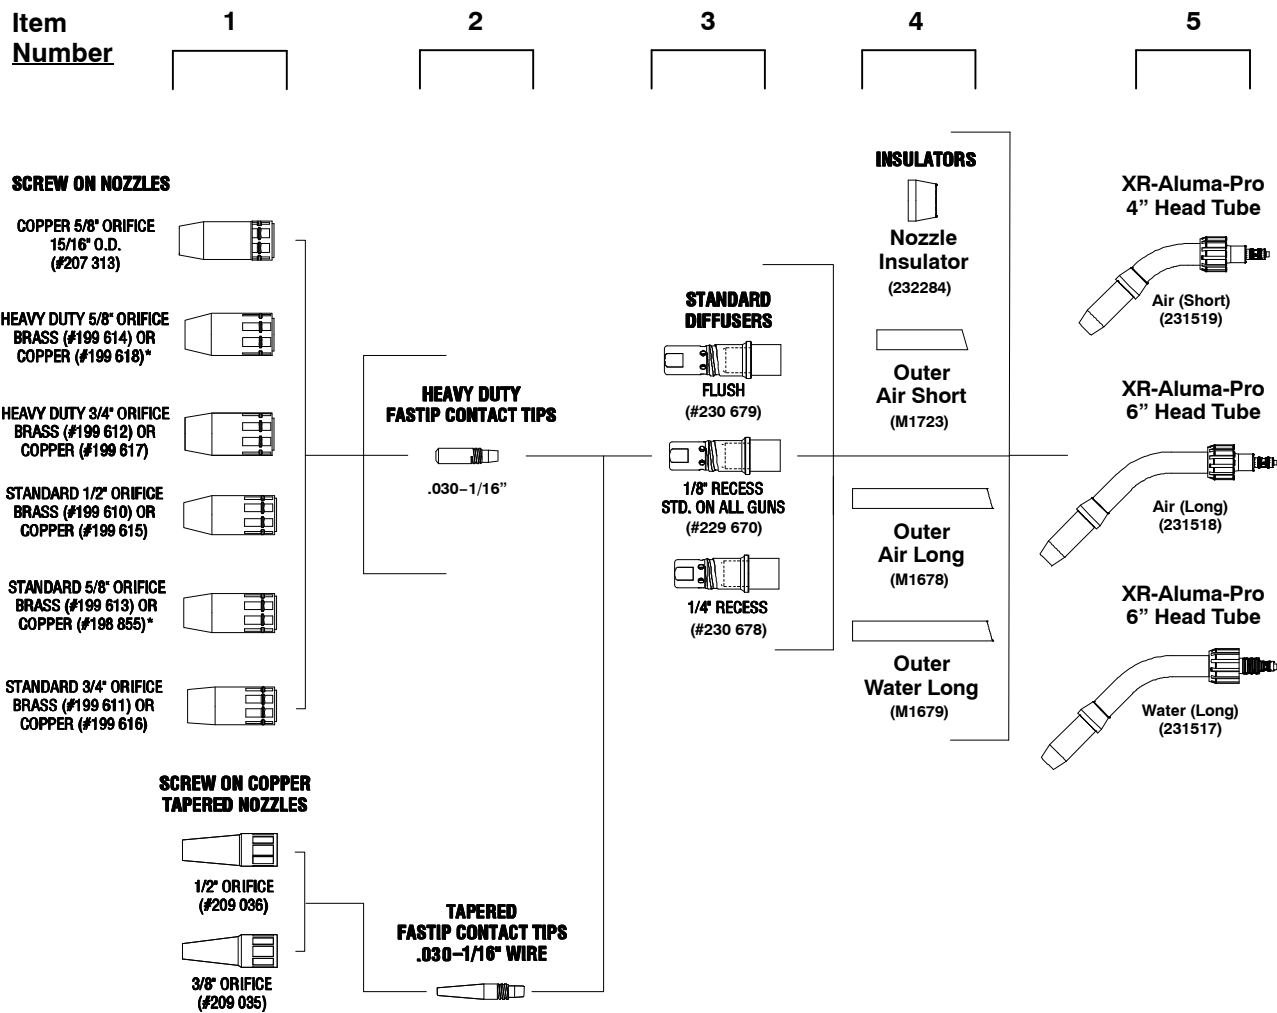 Item
Number
1
2
3
4
5
SCREW ON NOZZLES
COPPER 5/8" ORIFICE
15/16" O.D.
(#207 313)
HEAVY DUTY 5/8" ORIFICE
BRASS (#199 614) OR
COPPER (#199 618)*
HEAVY DUTY 3/4" ORIFICE
BRASS (#199 612) OR
COPPER (#199 617)
STANDARD 1/2" ORIFICE
BRASS (#199 610) OR
COPPER (#199 615)
STANDARD 5/8" ORIFICE
BRASS (#199 613) OR
COPPER (#198 855)*
STANDARD 3/4" ORIFICE
BRASS (#199 611) OR
COPPER (#199 616)
SCREW ON COPPER
TAPERED NOZZLES
1/2" ORIFICE
(#209 036)
3/8" ORIFICE
(#209 035)
HEAVY DUTY
FASTIP CONTACT TIPS
.030–1/16”
TAPERED
FASTIP CONTACT TIPS
.030–1/16" WIRE
STANDARD
DIFFUSERS
FLUSH
(#230 679)
1/8" RECESS
STD. ON ALL GUNS
(#229 670)
1/4" RECESS
(#230 678)
INSULATORS
Nozzle
Insulator
(232284)
Outer
Air Short
(M1723)
Outer
Air Long
(M1678)
Outer
Water Long
(M1679)
XR-Aluma-Pro
4” Head Tube
Air (Short)
(231519)
XR-Aluma-Pro
6” Head Tube
Air (Long)
(231518)
XR-Aluma-Pro
6” Head Tube
Water (Long)
(231517)